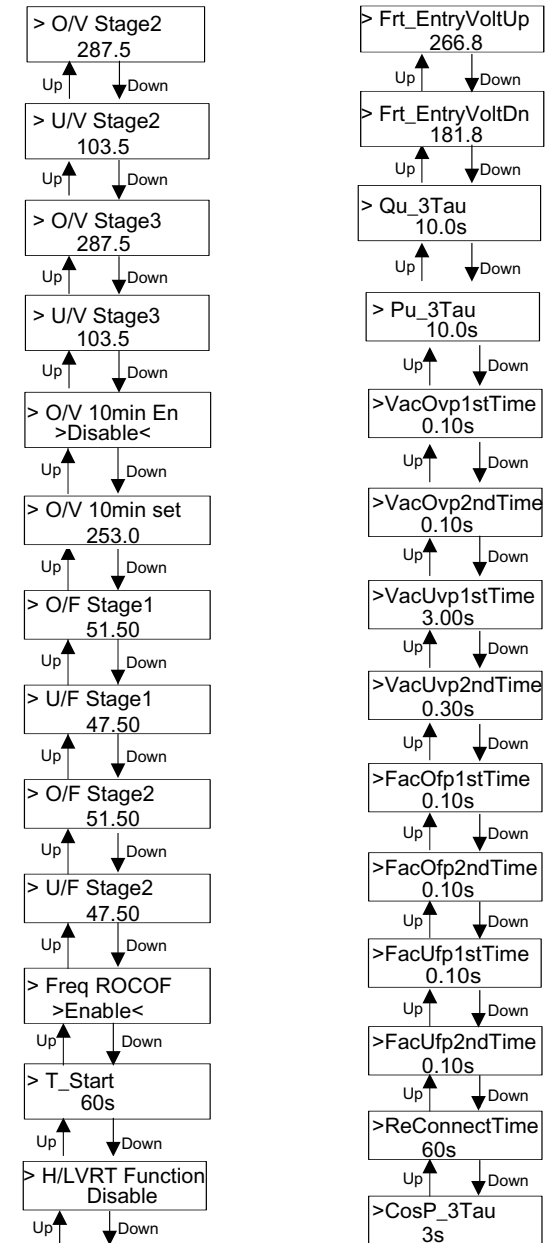 > O/V Stage2
287.5
Up Down
> U/V Stage2
103.5
Up Down
> O/V Stage3
287.5
Up Down
> U/V Stage3
103.5
Up Down
> O/V 10min En
>Disable<
Up Down
> O/V 10min set
253.0
Up Down
> O/F Stage1
51.50
Up Down
> U/F Stage1
47.50
Up Down
> O/F Stage2
51.50
Up Down
> U/F Stage2
47.50
Up Down
> Freq ROCOF
>Enable<
Up Down
> T_Start
60s
Up Down
> H/LVRT Function
Disable
Up Down
> Frt_EntryVoltUp
266.8
Up Down
> Frt_EntryVoltDn
181.8
Up Down
> Qu_3Tau
10.0s
Up Down
> Pu_3Tau
10.0s
Up Down
>VacOvp1stTime
0.10s
Up Down
>VacOvp2ndTime
0.10s
Up Down
>VacUvp1stTime
3.00s
Up Down
>VacUvp2ndTime
0.30s
Up Down
>FacOfp1stTime
0.10s
Up Down
>FacOfp2ndTime
0.10s
Up Down
>FacUfp1stTime
0.10s
Up Down
>FacUfp2ndTime
0.10s
Up Down
>ReConnectTime
60s
Up Down
>CosP_3Tau
3s